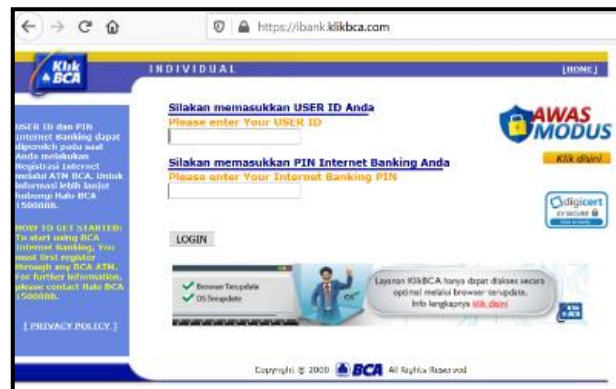 https://ibank.klikbca.com
Klik
BCA
INDIVIDUAL
[ HOME ]
USER ID dan PIN
Internet Banking dapat
diperoleh pada saat
Anda melakukan
Registrasi Internet
melalui ATM BCA. Untuk
informasi lebih lanjut
hubungi Halo BCA
1500888.
HOW TO GET STARTED:
To start using BCA
Internet Banking, You
must first register
through any BCA ATM.
For further information,
please contact Halo BCA
1500888.
[ PRIVACY POLICY ]
Silakan memasukkan USER ID Anda
Please enter Your USER ID
Silakan memasukkan PIN Internet Banking Anda
Please enter Your Internet Banking PIN
LOGIN
AWAS
MODUS
Klik disini
digicert
EV SECURE
Browser Terupdate
OS Terupdate
OS
Layanan KlikBCA hanya dapat diakses secara
optimal melalui browser terupdate.
Info lengkapnya klik disini
Copyright © 2000 BCA All Rights Reserved